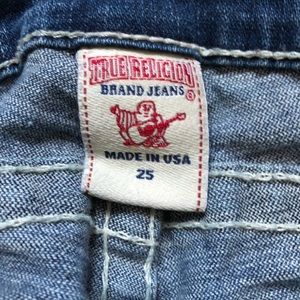 TRUE RELIGION
BRAND JEANS®
MADE IN USA
25